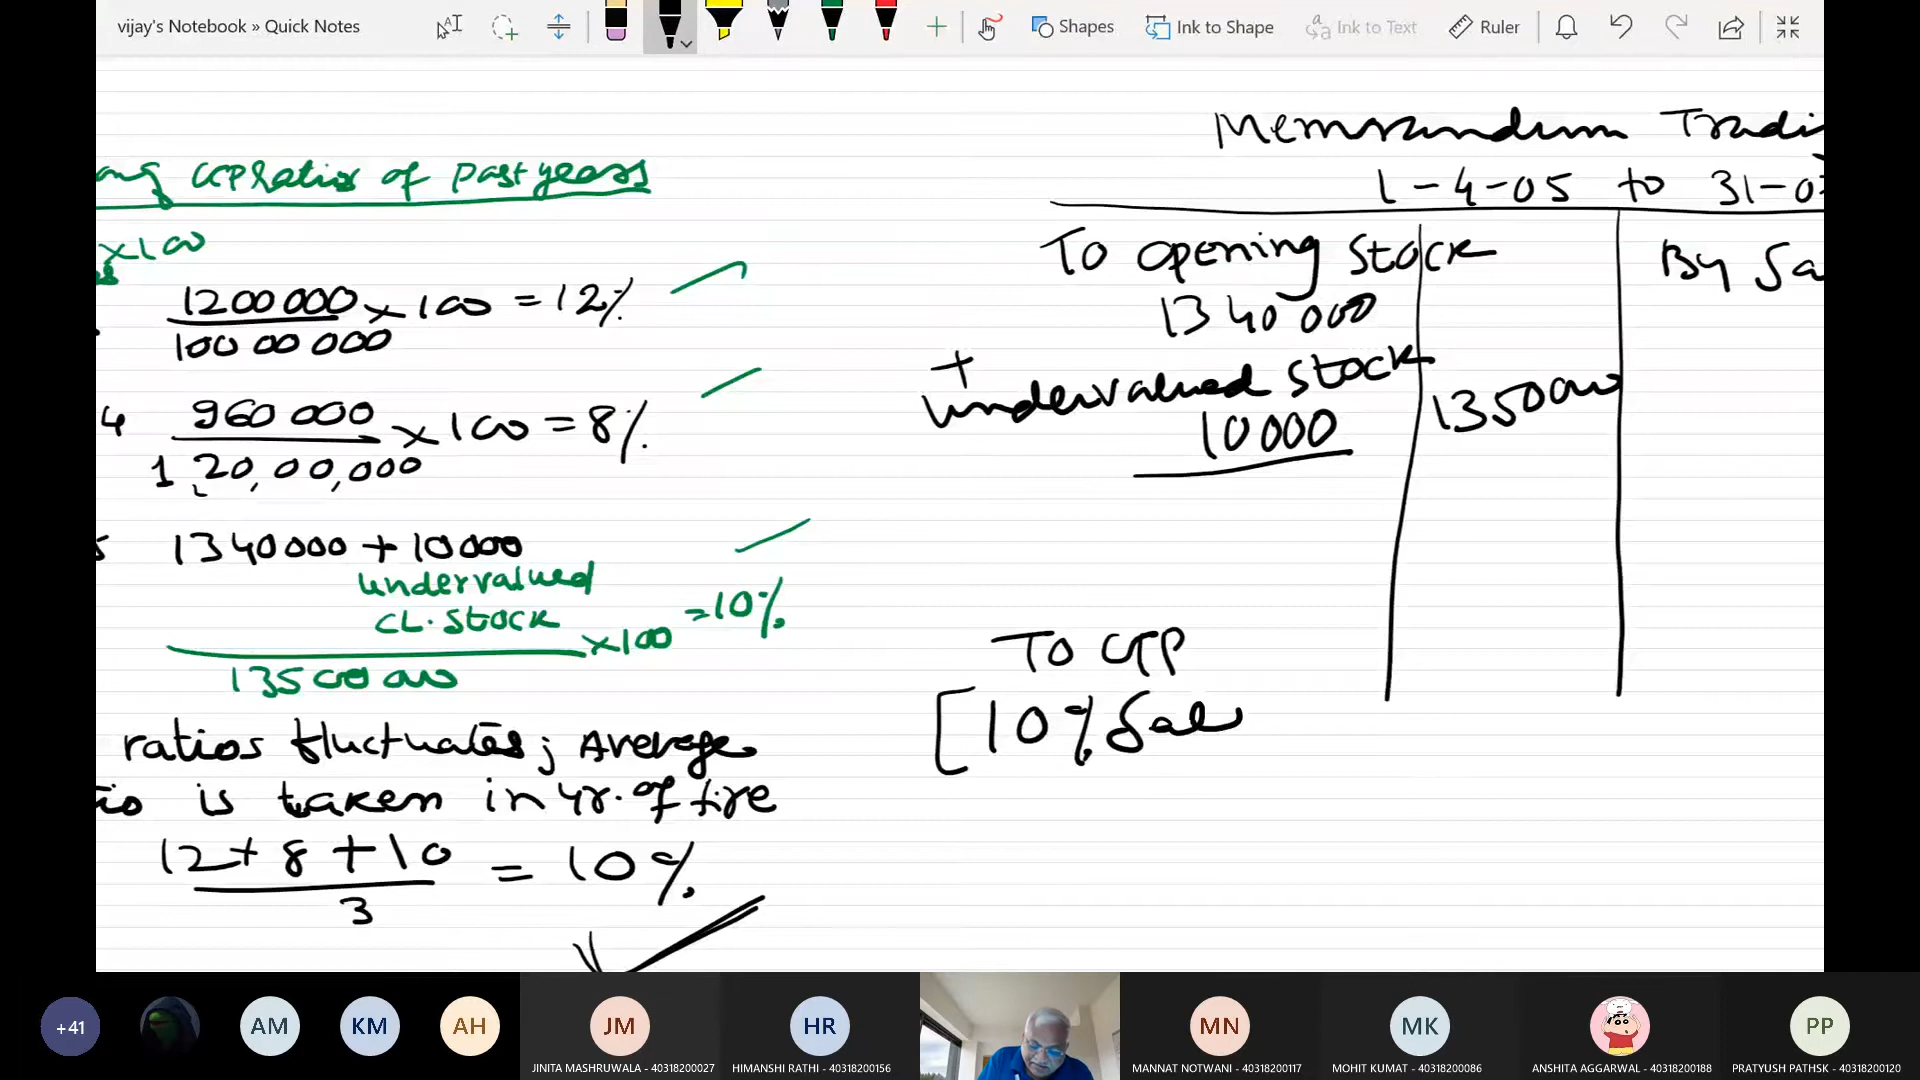 vijay's Notebook » Quick Notes
Shapes
Ink to Shape
Ink to Text
Ruler
GP Ratios of Past years
x100
1200000 x 100 = 12%
10000000
4 960000 x 100 = 8%
1,20,00,000
5 1340000 + 10000
undervalued
CL. Stock x100 = 10%
13500000
ratios fluctuates; Average
is taken in yr. of fire
12 + 8 + 10 = 10%
3
Memorandum Tradi
1-4-05 to 31-0
To Opening Stock
1340000
+
undervalued Stock 1350000
10000
By Sa
To GP
[10% Sale
+41
AM
KM
AH
JM
JINITA MASHRUWALA - 40318200027
HR
HIMANSHI RATHI - 40318200156
MN
MANNAT NOTWANI - 40318200117
MK
MOHIT KUMAT - 40318200086
ANSHITA AGGARWAL - 40318200188
PP
PRATYUSH PATHSK - 40318200120